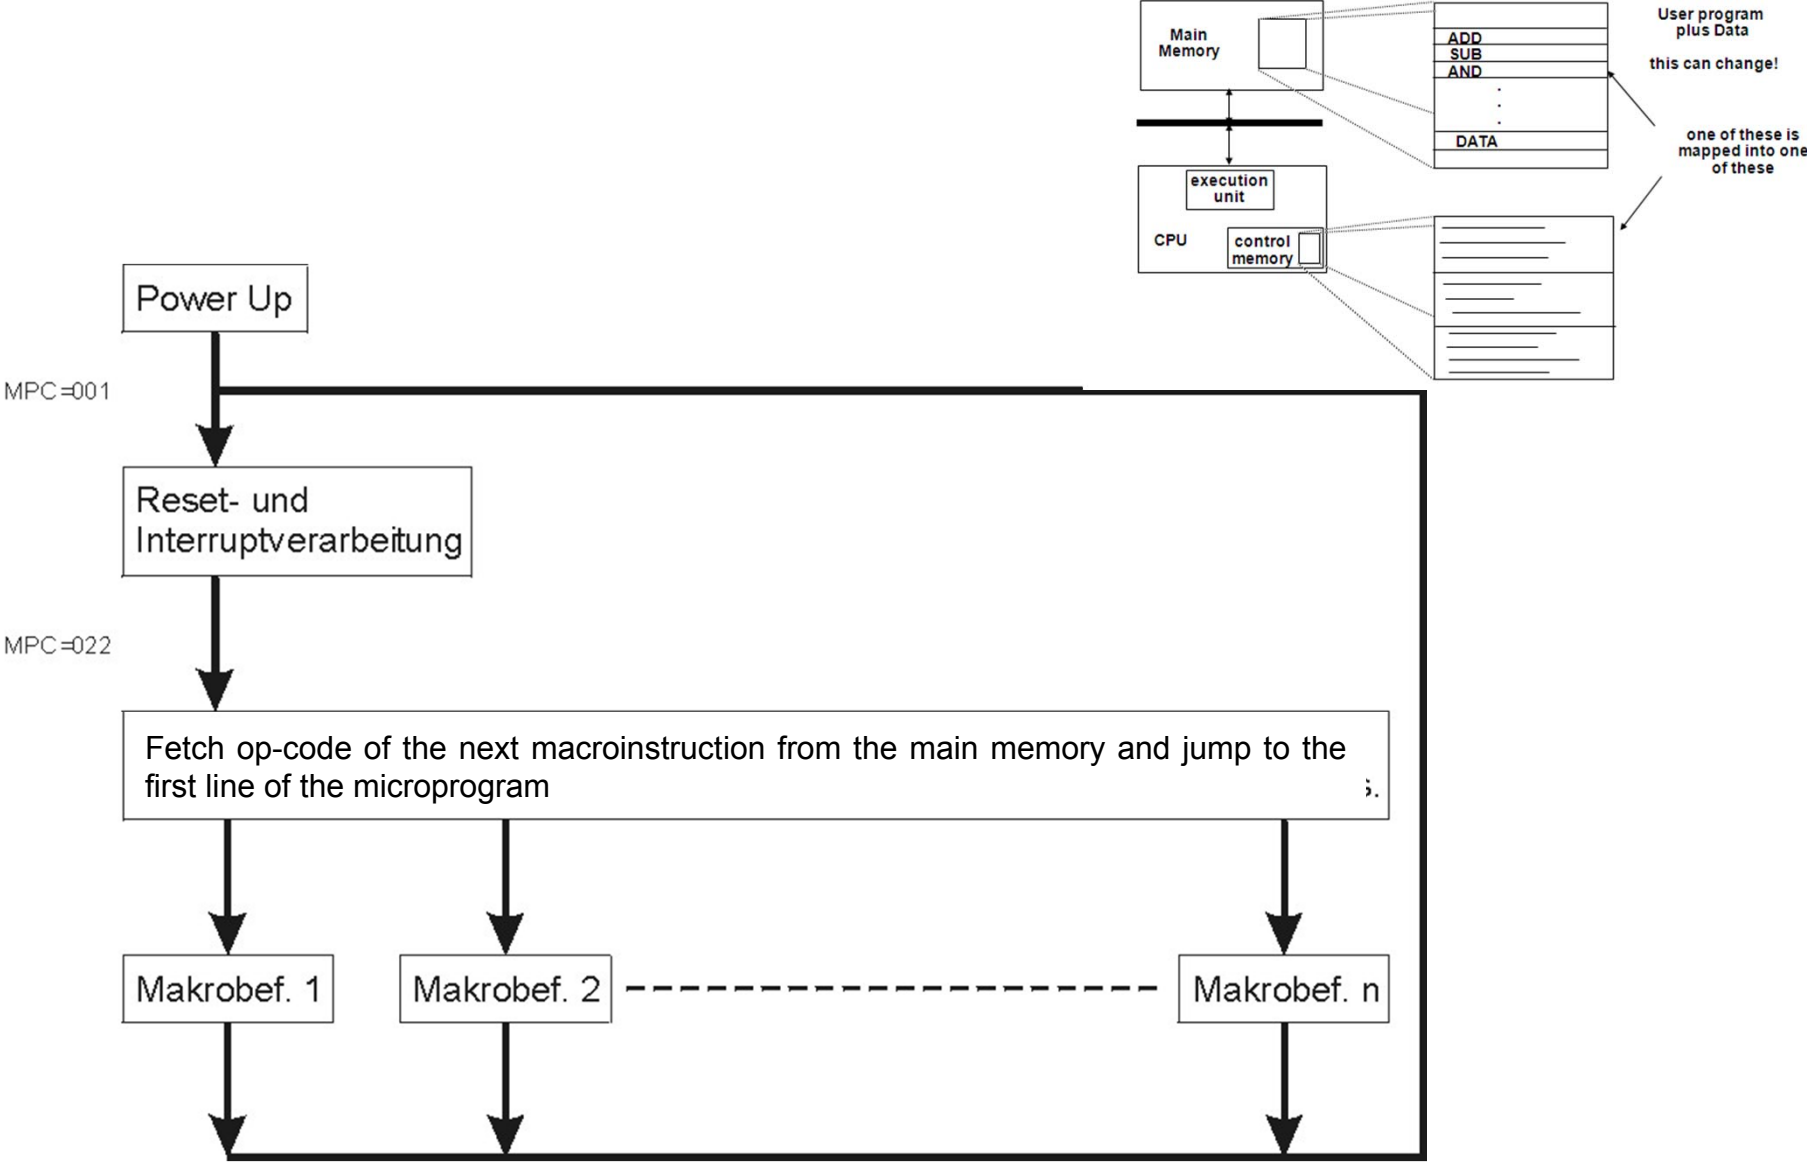 Main
Memory
ADD
SUB
AND
DATA
User program
plus Data
this can change!
one of these is
mapped into one
of these
execution
unit
CPU
control
memory
Power Up
MPC=001
Reset- und
Interruptverarbeitung
MPC=022
Fetch op-code of the next macroinstruction from the main memory and jump to the
first line of the microprogram
s.
Makrobef. 1
Makrobef. 2
Makrobef. n